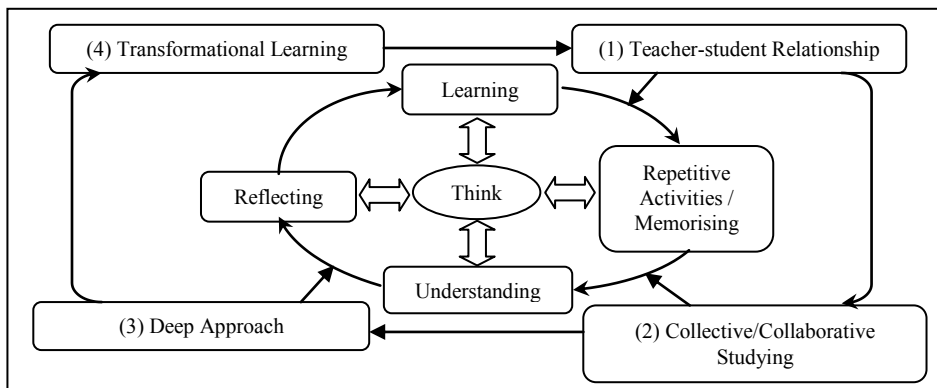 (4) Transformational Learning
(1) Teacher-student Relationship
Learning
Reflecting
Think
Repetitive
Activities /
Memorising
Understanding
(3) Deep Approach
(2) Collective/Collaborative
Studying